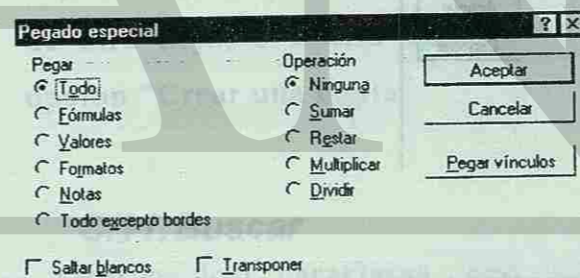 Pegado especial
Pegar
Todo
Fórmulas
Valores
Formatos
Notas
Todo excepto bordes
Operación
Ninguna
Sumar
Restar
Multiplicar
Dividir
Aceptar
Cancelar
Pegar vínculos
Saltar blancos
Transponer